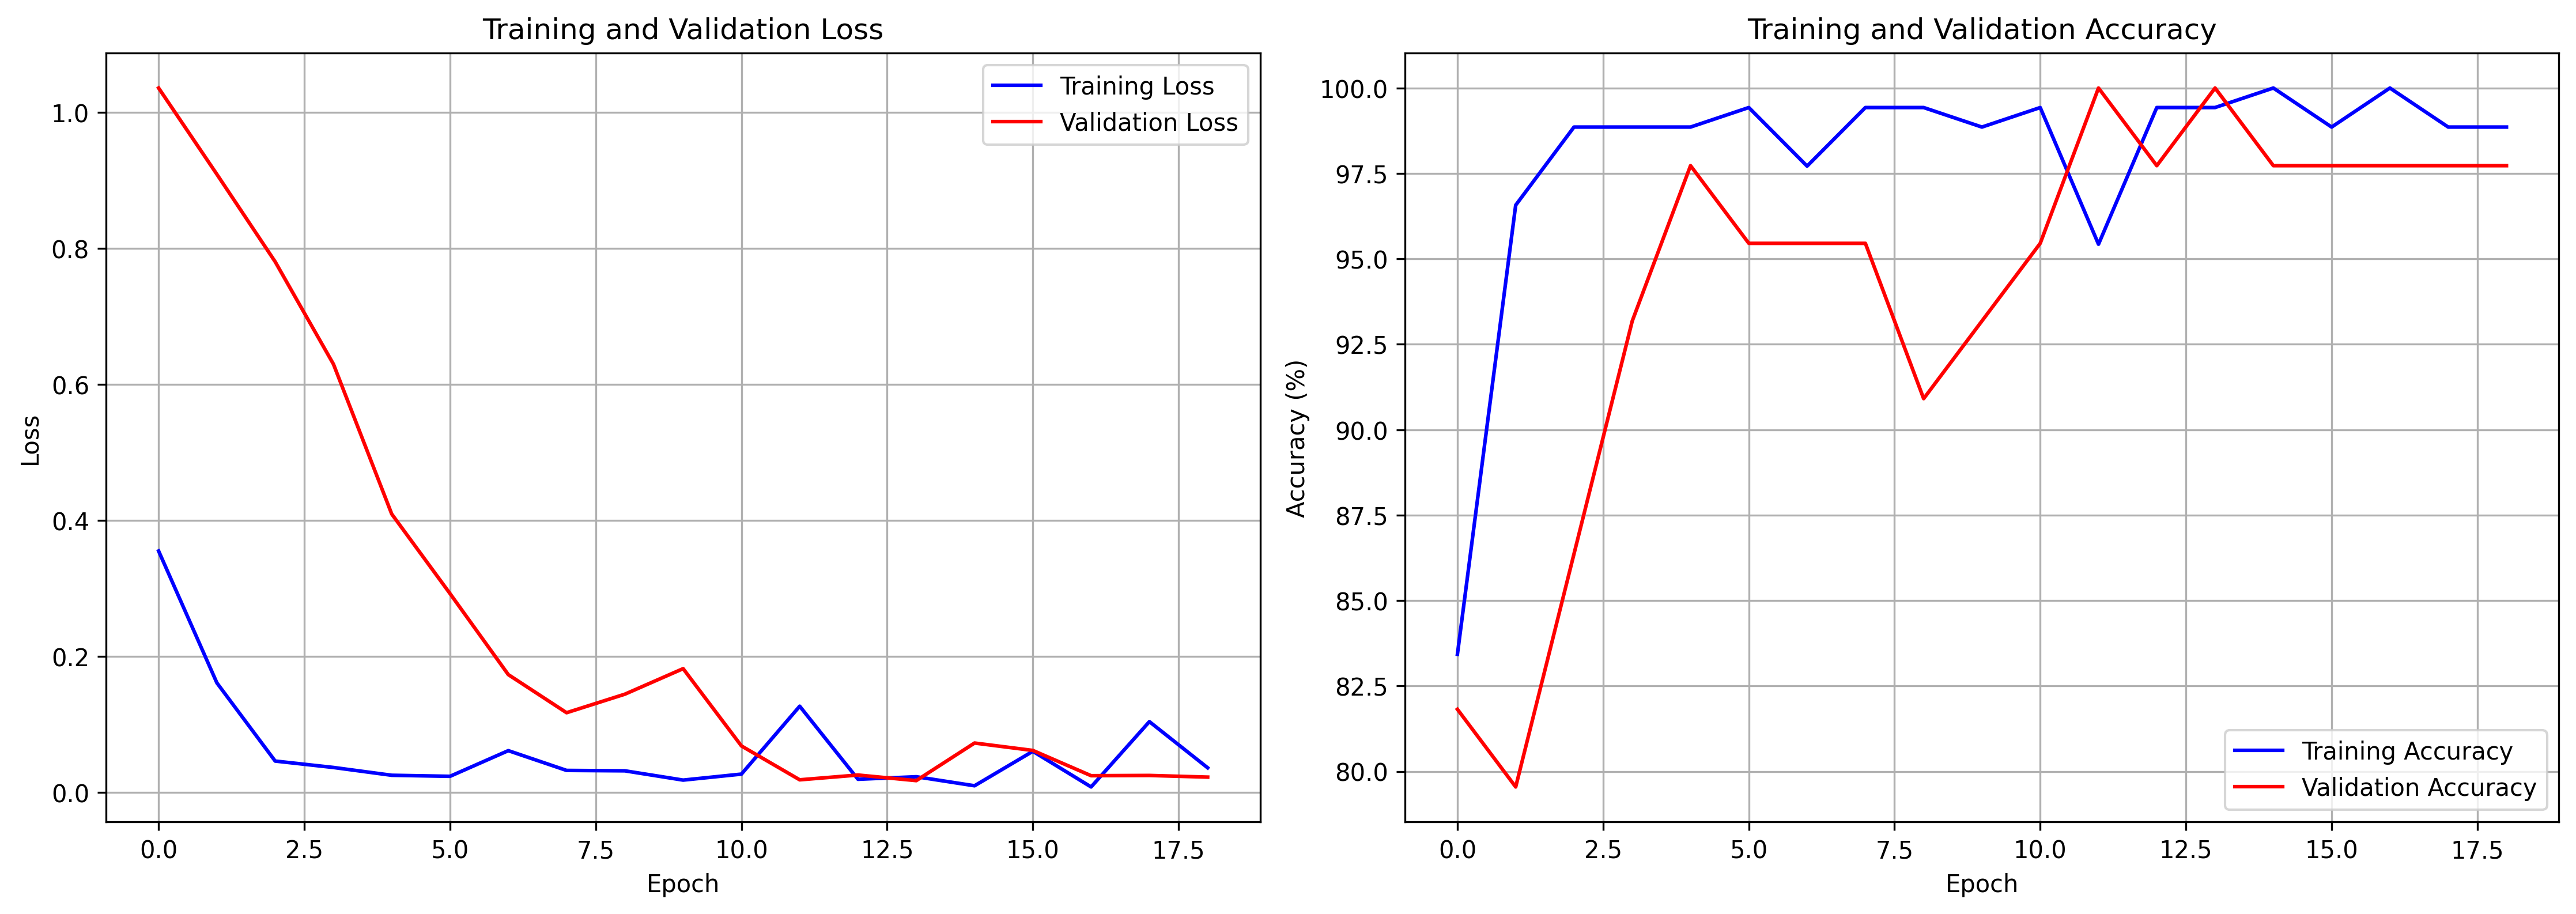 Training and Validation Loss
Training Loss
Validation Loss
1.0
0.8
0.6
0.4
0.2
0.0
Loss
0.0 2.5 5.0 7.5 10.0 12.5 15.0 17.5
Epoch
Training and Validation Accuracy
100.0
97.5
95.0
92.5
90.0
87.5
85.0
82.5
80.0
Accuracy (%)
Training Accuracy
Validation Accuracy
0.0 2.5 5.0 7.5 10.0 12.5 15.0 17.5
Epoch